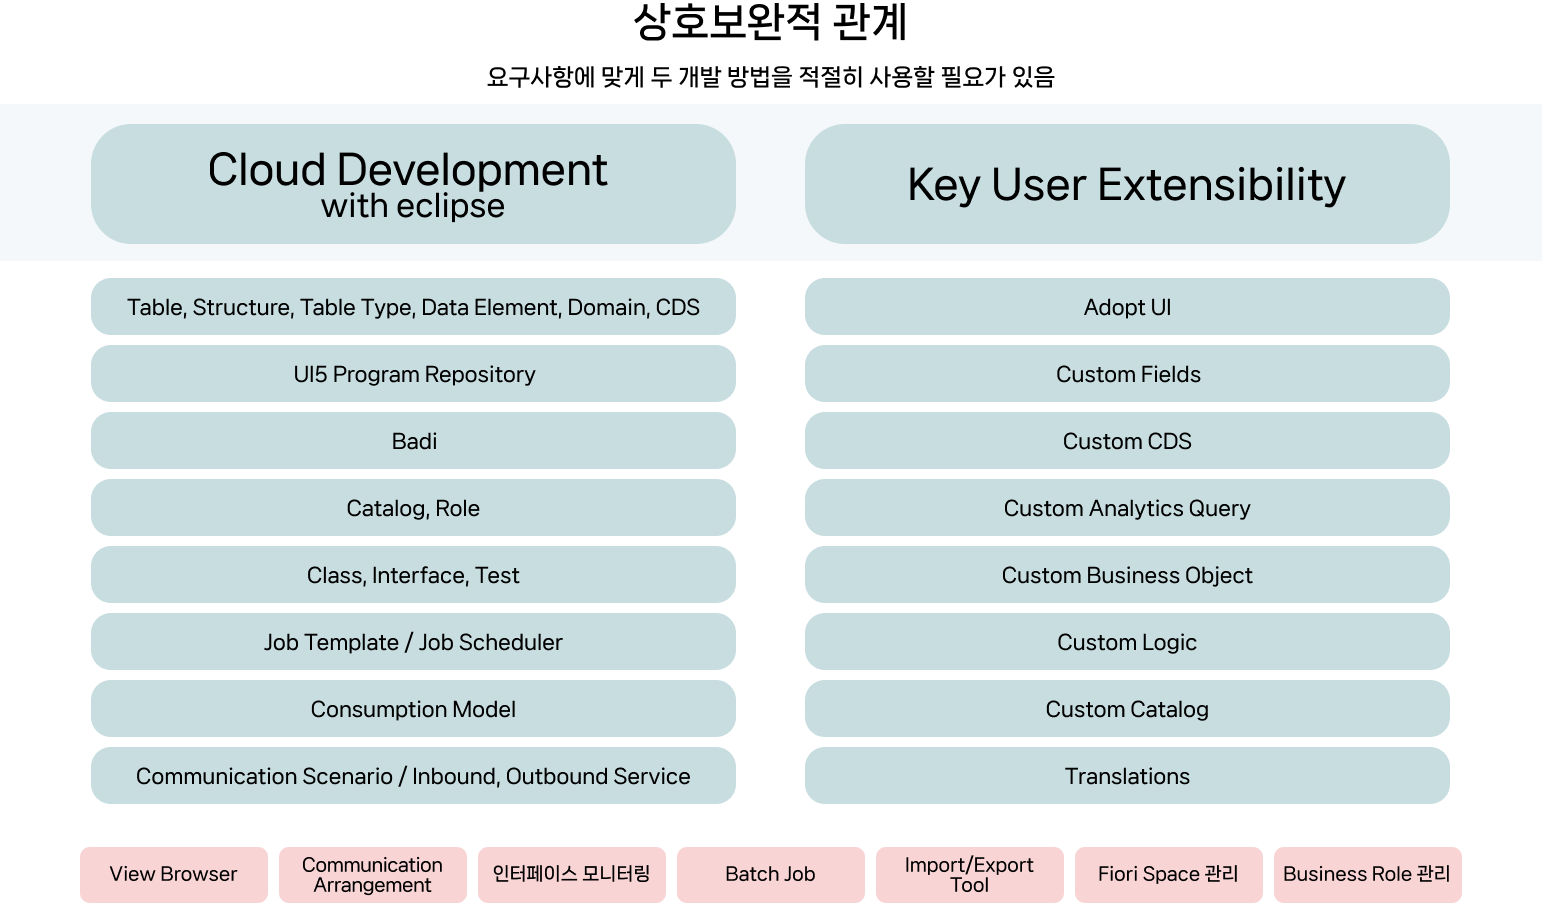 상호보완적 관계
요구사항에 맞게 두 개발 방법을 적절히 사용할 필요가 있음
Cloud Development
with eclipse
Key User Extensibility
Table, Structure, Table Type, Data Element, Domain, CDS
UI5 Program Repository
Badi
Catalog, Role
Class, Interface, Test
Job Template / Job Scheduler
Consumption Model
Communication Scenario / Inbound, Outbound Service
Adopt UI
Custom Fields
Custom CDS
Custom Analytics Query
Custom Business Object
Custom Logic
Custom Catalog
Translations
View Browser
Communication
Arrangement
인터페이스 모니터링
Batch Job
Import/Export
Tool
Fiori Space 관리
Business Role 관리